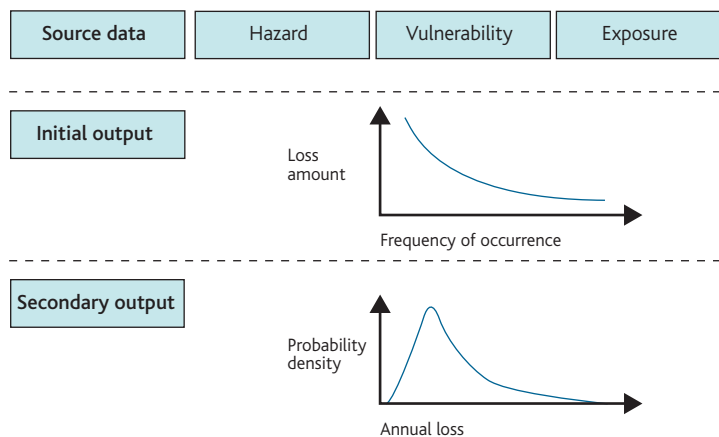 Source data
Hazard
Vulnerability
Exposure
Initial output
Loss
amount
Frequency of occurrence
Secondary output
Probability
density
Annual loss